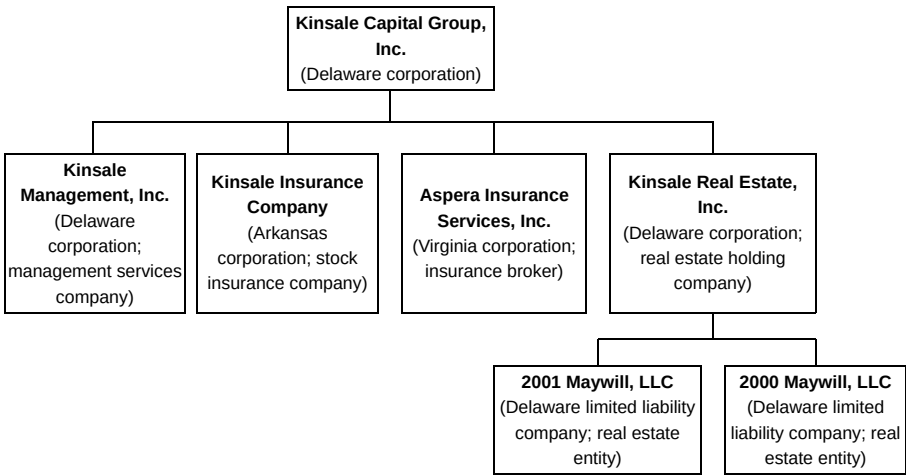 Kinsale Capital Group,
Inc.
(Delaware corporation)
Kinsale
Management, Inc.
(Delaware
corporation;
management services
company)
Kinsale Insurance
Company
(Arkansas
corporation; stock
insurance company)
Aspera Insurance
Services, Inc.
(Virginia corporation;
insurance broker)
Kinsale Real Estate,
Inc.
(Delaware corporation;
real estate holding
company)
2001 Maywill, LLC
(Delaware limited liability
company; real estate
entity)
2000 Maywill, LLC
(Delaware limited
liability company; real
estate entity)